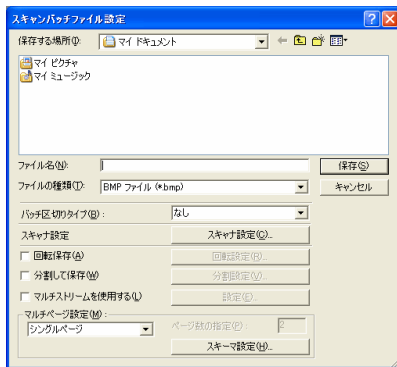 スキャンバッチファイル設定
保存する場所(I): マイ ドキュメント
マイ ピクチャ
マイ ミュージック
ファイル名(N): 保存(S)
ファイルの種類(T): BMP ファイル (*.bmp) キャンセル
バッチ区切りタイプ(B) : なし
スキャナ設定 スキャナ設定(C)...
回転保存(A) 回転設定(R)...
分割して保存(W) 分割設定(V)...
マルチストリームを使用する(L) 設定(E)...
マルチページ設定(M) :
シングルページ ページ数の指定(P) : 2
スキーマ設定(H)...